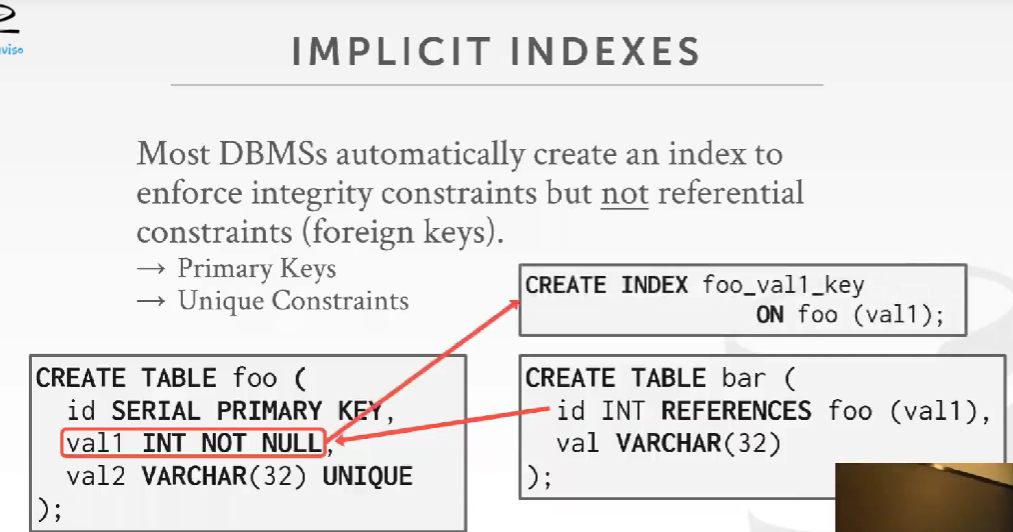 IMPLICIT INDEXES
Most DBMSs automatically create an index to
enforce integrity constraints but not referential
constraints (foreign keys).
→ Primary Keys
→ Unique Constraints
CREATE INDEX foo_val1_key
ON foo (val1);
CREATE TABLE foo (
id SERIAL PRIMARY KEY,
val1 INT NOT NULL,
val2 VARCHAR(32) UNIQUE
);
CREATE TABLE bar (
id INT REFERENCES foo (val1),
val VARCHAR(32)
);